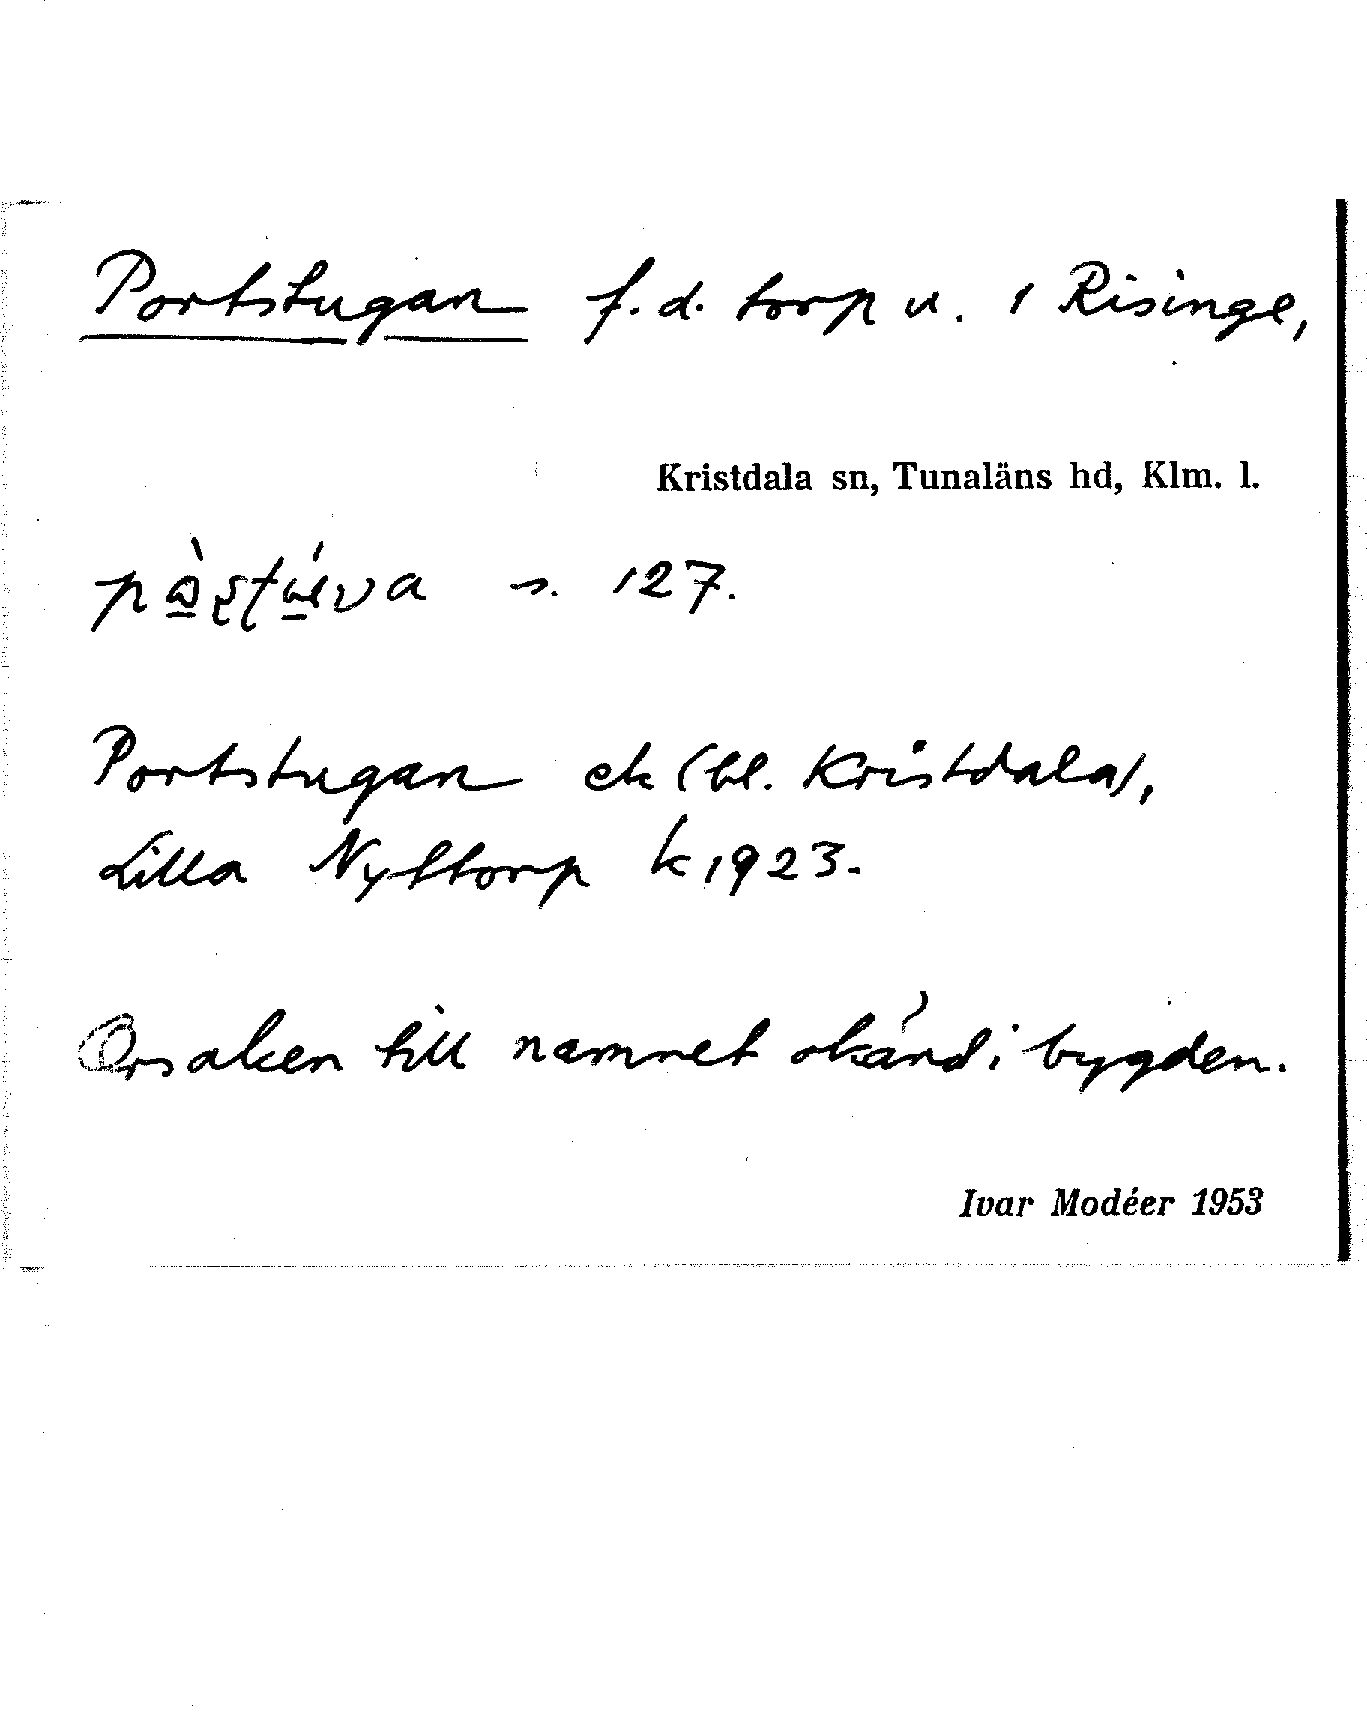 Portstugan f. d. torp u. 1 Risinge,
Kristdala sn, Tunaläns hd, Klm. l.
s. 127.
Portstugan ek (bl. Kristdala),
Lilla Nyttorp k 1923.
Orsaken till namnet okänd i bygden.
Ivar Modéer 1953